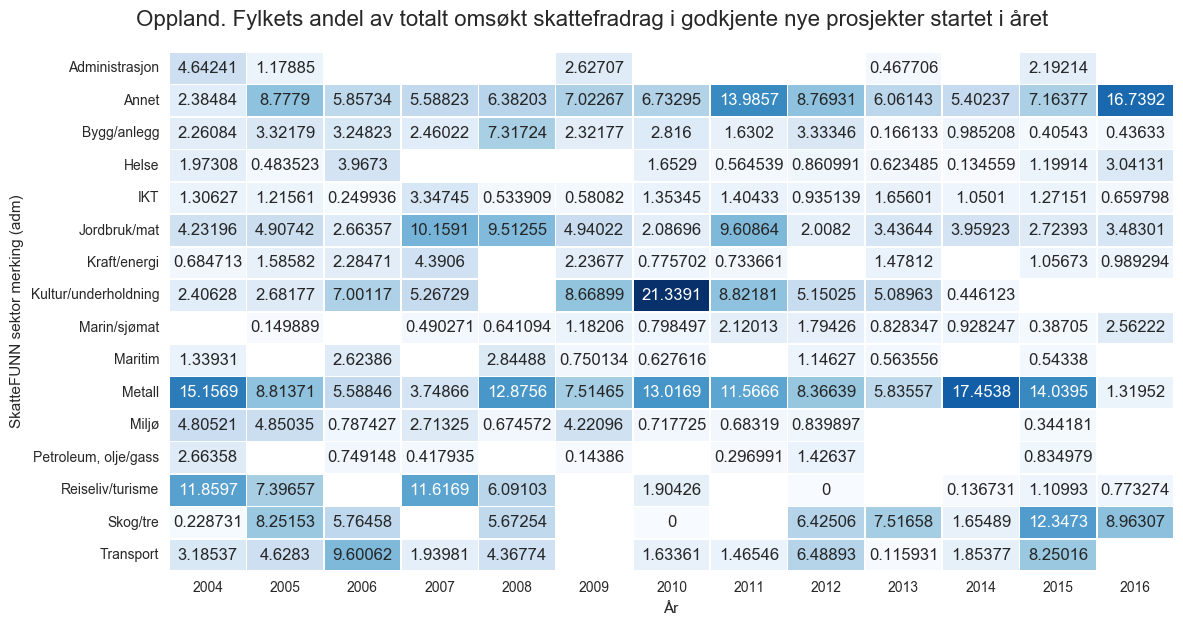 Oppland. Fylkets andel av totalt omsøkt skattefradrag i godkjente nye prosjekter startet i året
SkatteFUNN sektor merking (adm)
Administrasjon 4.64241 1.17885 2.62707 0.467706 2.19214
Annet 2.38484 8.7779 5.85734 5.58823 6.38203 7.02267 6.73295 13.9857 8.76931 6.06143 5.40237 7.16377 16.7392
Bygg/anlegg 2.26084 3.32179 3.24823 2.46022 7.31724 2.32177 2.816 1.6302 3.33346 0.166133 0.985208 0.40543 0.43633
Helse 1.97308 0.483523 3.9673 1.6529 0.564539 0.860991 0.623485 0.134559 1.19914 3.04131
IKT 1.30627 1.21561 0.249936 3.34745 0.533909 0.58082 1.35345 1.40433 0.935139 1.65601 1.0501 1.27151 0.659798
Jordbruk/mat 4.23196 4.90742 2.66357 10.1591 9.51255 4.94022 2.08696 9.60864 2.0082 3.43644 3.95923 2.72393 3.48301
Kraft/energi 0.684713 1.58582 2.28471 4.3906 2.23677 0.775702 0.733661 1.47812 1.05673 0.989294
Kultur/underholdning 2.40628 2.68177 7.00117 5.26729 8.66899 21.3391 8.82181 5.15025 5.08963 0.446123
Marin/sjømat 0.149889 0.490271 0.641094 1.18206 0.798497 2.12013 1.79426 0.828347 0.928247 0.38705 2.56222
Maritim 1.33931 2.62386 2.84488 0.750134 0.627616 1.14627 0.563556 0.54338
Metall 15.1569 8.81371 5.58846 3.74866 12.8756 7.51465 13.0169 11.5666 8.36639 5.83557 17.4538 14.0395 1.31952
Miljø 4.80521 4.85035 0.787427 2.71325 0.674572 4.22096 0.717725 0.68319 0.839897 0.344181
Petroleum, olje/gass 2.66358 0.749148 0.417935 0.14386 0.296991 1.42637 0.834979
Reiseliv/turisme 11.8597 7.39657 11.6169 6.09103 1.90426 0 0.136731 1.10993 0.773274
Skog/tre 0.228731 8.25153 5.76458 5.67254 0 6.42506 7.51658 1.65489 12.3473 8.96307
Transport 3.18537 4.6283 9.60062 1.93981 4.36774 1.63361 1.46546 6.48893 0.115931 1.85377 8.25016
2004 2005 2006 2007 2008 2009 2010 2011 2012 2013 2014 2015 2016
År